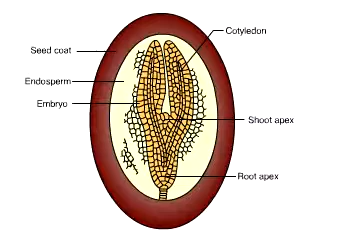 Cotyledon
Seed coat
Endosperm
Embryo
Shoot apex
Root apex